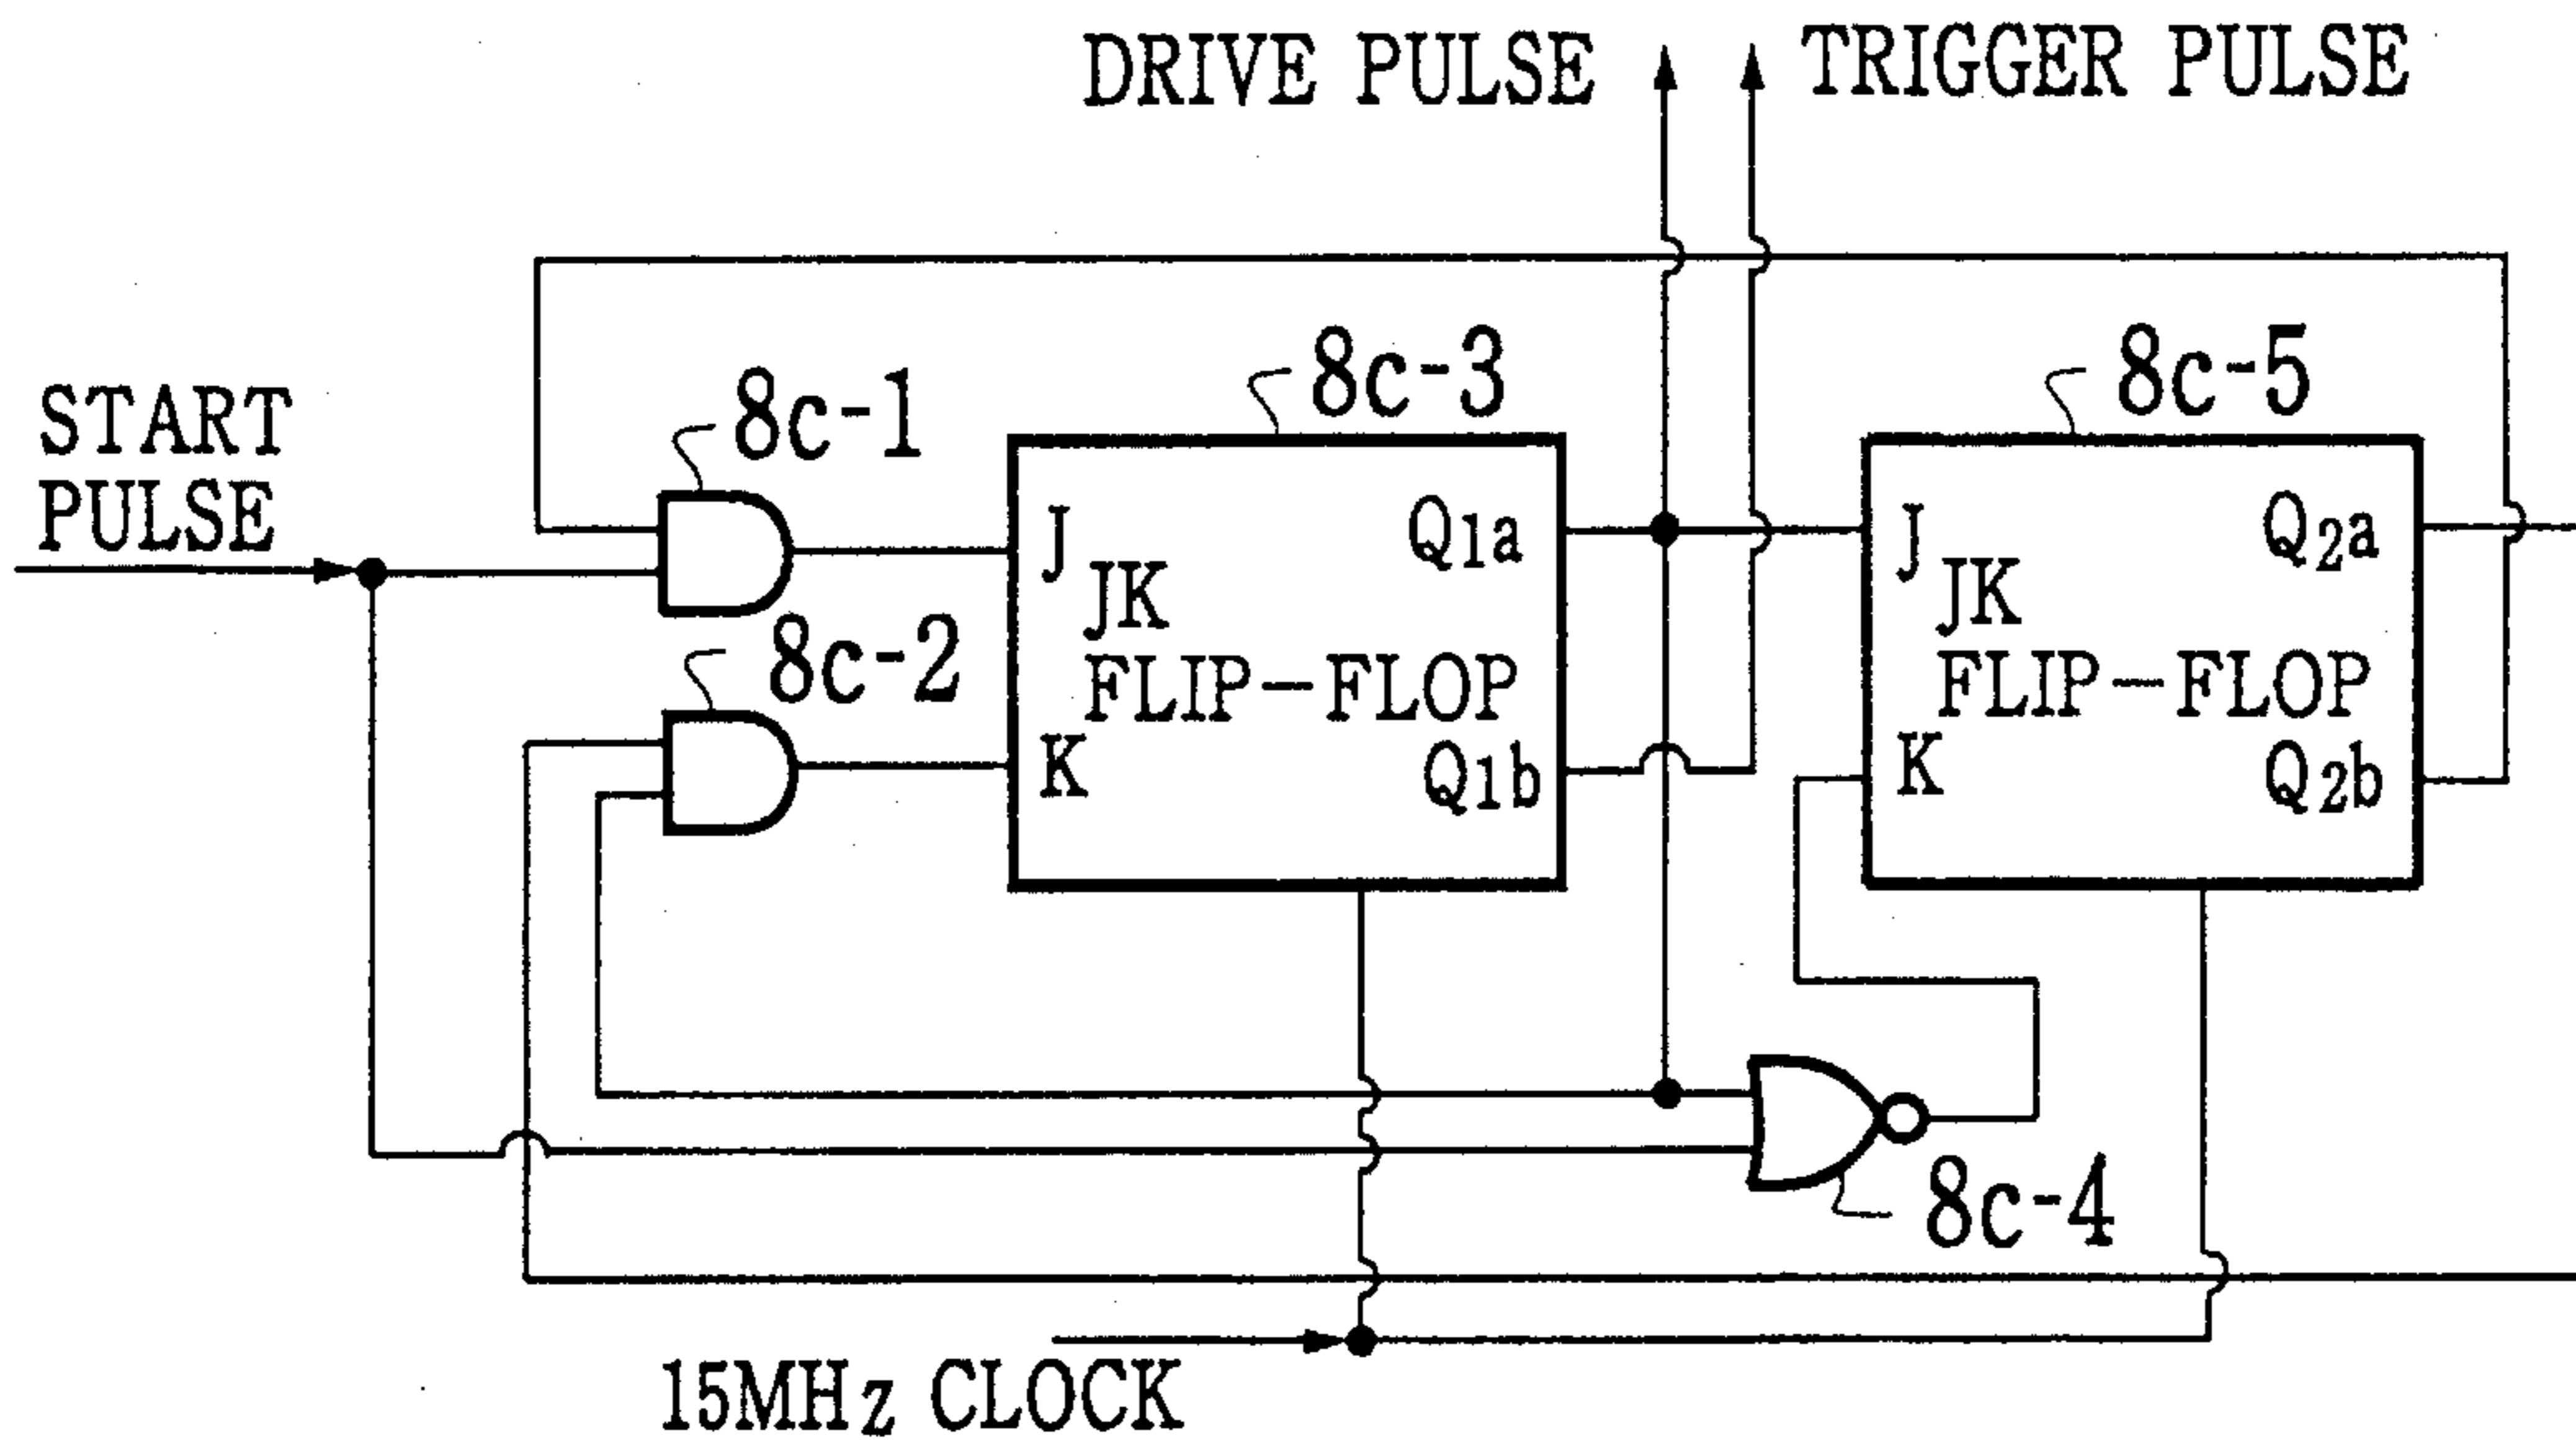 DRIVE PULSE
TRIGGER PULSE
START
PULSE
8c-1
8c-2
8c-3
8c-5
J
JK
FLIP-FLOP
K
Q1a
Q1b
J
JK
FLIP-FLOP
K
Q2a
Q2b
8c-4
15MHz CLOCK